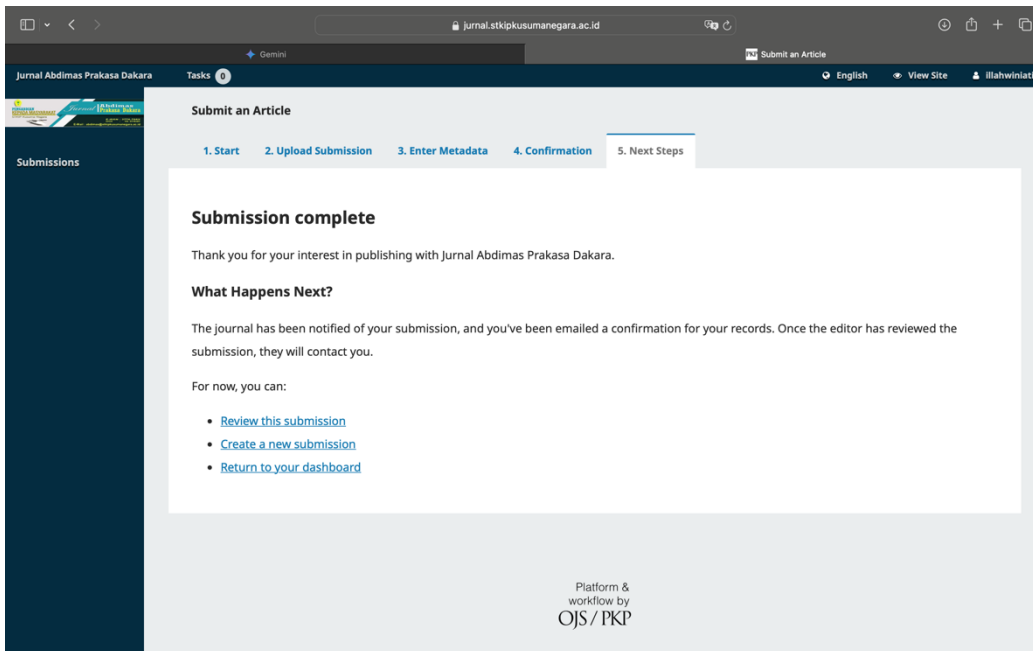 jurnal.stkipkusumanegara.ac.id
Gemini
PKP Submit an Article
Jurnal Abdimas Prakasa Dakara Tasks 0 English View Site illahwiniati
Jurnal Abdimas
Prakasa Dakara
Submissions
Submit an Article
1. Start 2. Upload Submission 3. Enter Metadata 4. Confirmation 5. Next Steps
Submission complete
Thank you for your interest in publishing with Jurnal Abdimas Prakasa Dakara.
What Happens Next?
The journal has been notified of your submission, and you've been emailed a confirmation for your records. Once the editor has reviewed the
submission, they will contact you.
For now, you can:
Review this submission
Create a new submission
Return to your dashboard
Platform &
workflow by
OJS / PKP